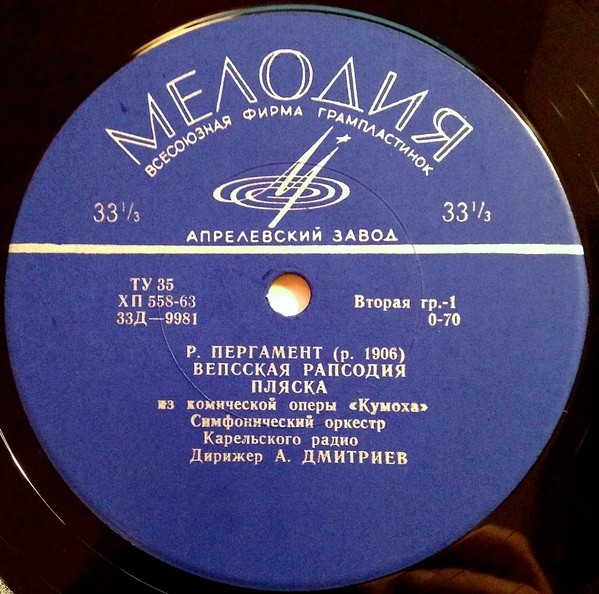 МЕЛОДИЯ
ВСЕСОЮЗНАЯ ФИРМА ГРАМПЛАСТИНОК
33 1/3
33 1/3
АПРЕЛЕВСКИЙ ЗАВОД
ТУ 35
ХП 558-63
33Д—9981
Вторая гр.-1
0-70
Р. ПЕРГАМЕНТ (р. 1906)
ВЕПССКАЯ РАПСОДИЯ
ПЛЯСКА
из комической оперы «Кумоха»
Симфонический оркестр
Карельского радио
Дирижер А. ДМИТРИЕВ